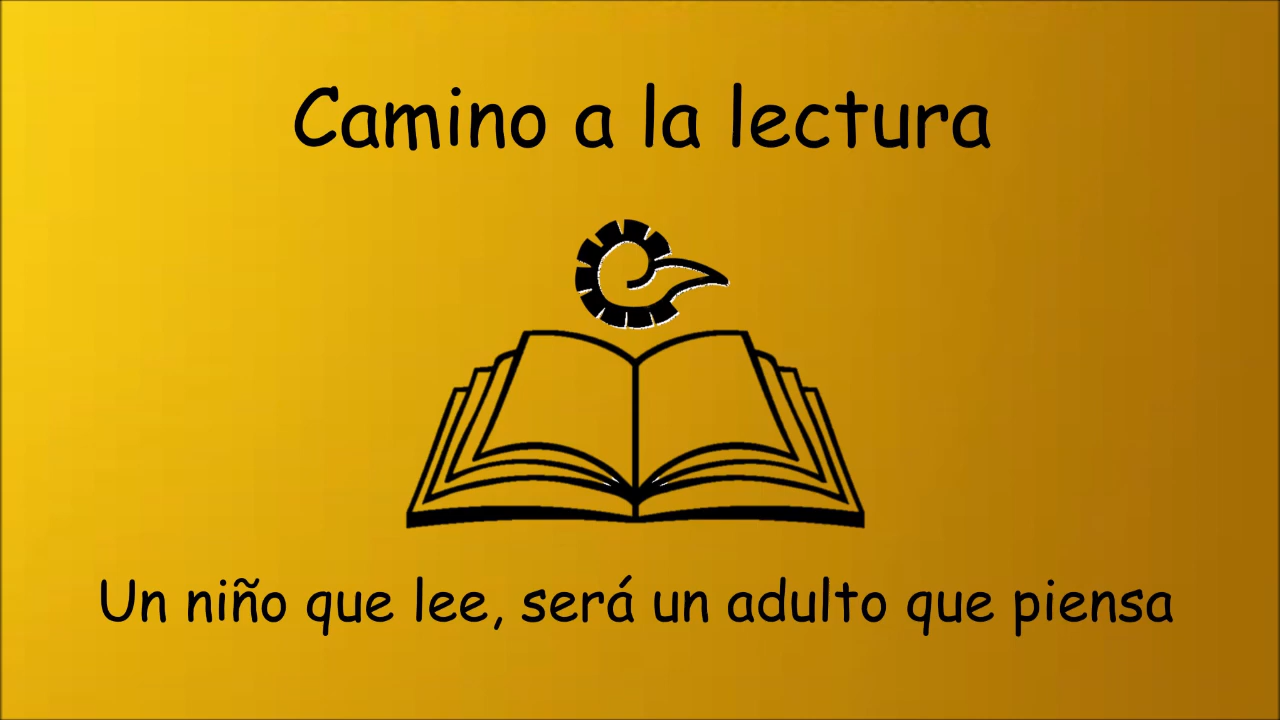 Camino a la lectura
Un niño que lee, será un adulto que piensa